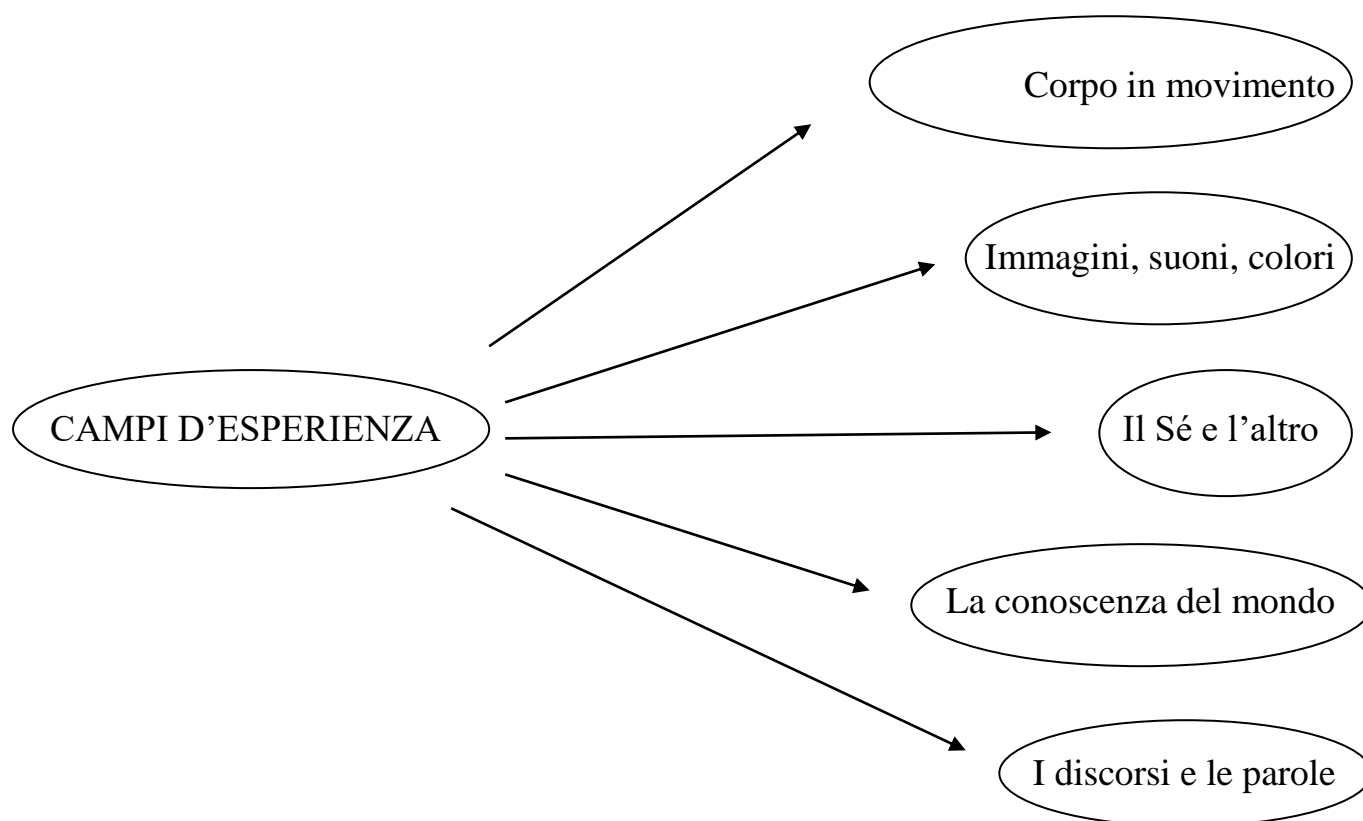 Corpo in movimento
Immagini, suoni, colori
CAMPI D’ESPERIENZA
Il Sé e l’altro
La conoscenza del mondo
I discorsi e le parole